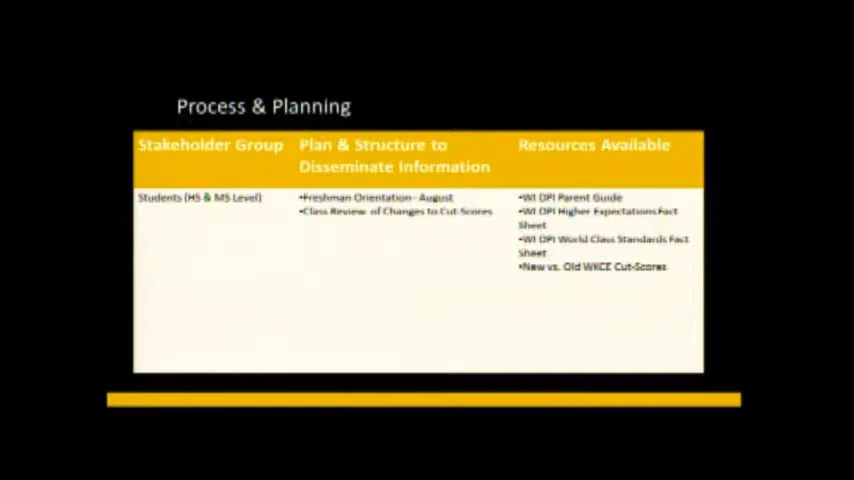 Process & Planning
Stakeholder Group
Plan & Structure to
Disseminate Information
Resources Available
Students (HS & MS Level)
•Freshman Orientation - August
•Class Review of Changes to Cut-Scores
•WI DPI Parent Guide
•WI DPI Higher Expectations Fact
Sheet
•WI DPI World Class Standards Fact
Sheet
•New vs. Old WKCE Cut-Scores